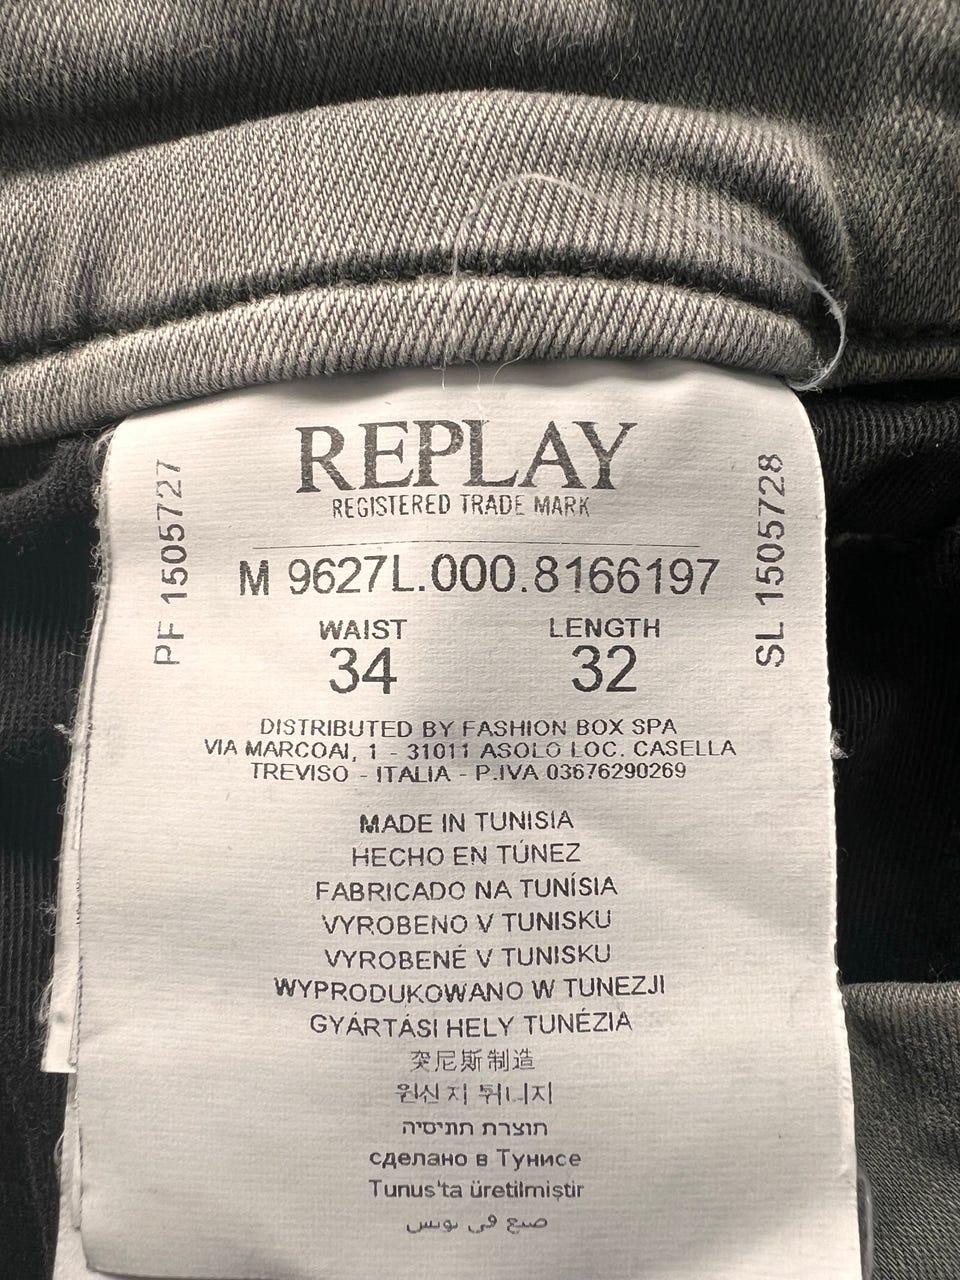 REPLAY
REGISTERED TRADE MARK
PF 1505727
SL 1505728
M 9627L.000.8166197
WAIST LENGTH
34 32
DISTRIBUTED BY FASHION BOX SPA
VIA MARCOAI, 1 - 31011 ASOLO LOC. CASELLA
TREVISO - ITALIA - P.IVA 03676290269
MADE IN TUNISIA
HECHO EN TÚNEZ
FABRICADO NA TUNÍSIA
VYROBENO V TUNISKU
VYROBENÉ V TUNISKU
WYPRODUKOWANO W TUNEZJI
GYÁRTÁSI HELY TUNÉZIA
突尼斯制造
원산지 튀니지
תוצרת תוניסיה
сделано в Тунисе
Tunus'ta üretilmiştir
صنع في تونس